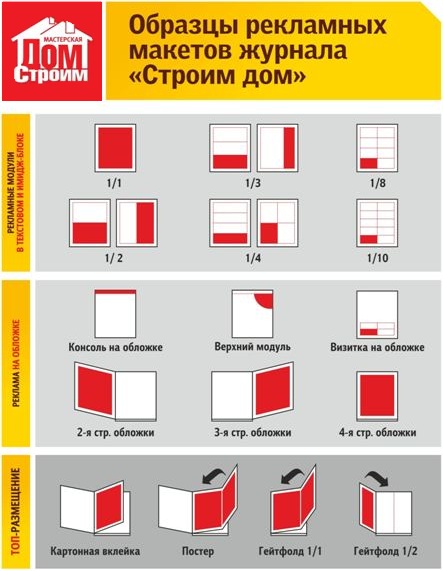 МАСТЕРСКАЯ
ДОМ
Строим
Образцы рекламных
макетов журнала
«Строим дом»
РЕКЛАМНЫЕ МОДУЛИ
В ТЕКСТОВОМ И ИМИДЖ-БЛОКЕ
1/1
1/3
1/8
1/ 2
1/4
1/10
РЕКЛАМА НА ОБЛОЖКЕ
Консоль на обложке
Верхний модуль
Визитка на обложке
2-я стр. обложки
3-я стр. обложки
4-я стр. обложки
ТОП-РАЗМЕЩЕНИЕ
Картонная вклейка
Постер
Гейтфолд 1/1
Гейтфолд 1/2